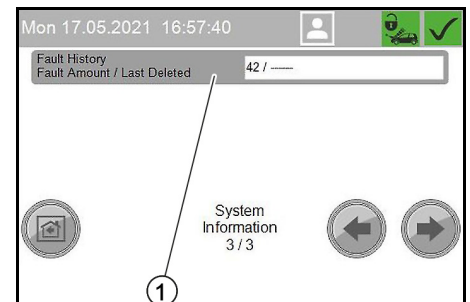 Mon 17.05.2021 16:57:40
Fault History
Fault Amount / Last Deleted
42 / -------
System
Information
3 / 3
1